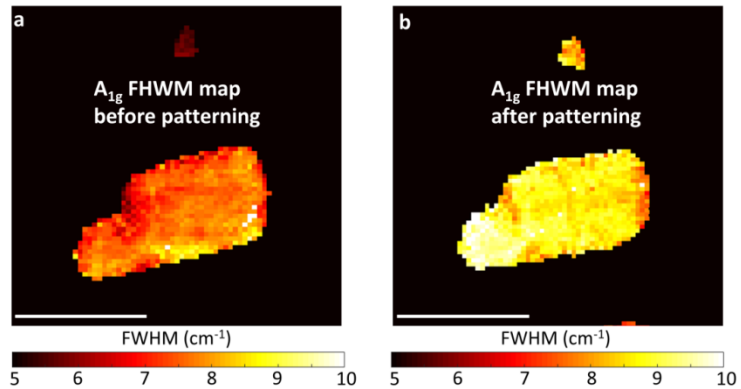 a
A1g FHWM map
before patterning
FWHM (cm-1)
5 6 7 8 9 10
b
A1g FHWM map
after patterning
FWHM (cm-1)
5 6 7 8 9 10